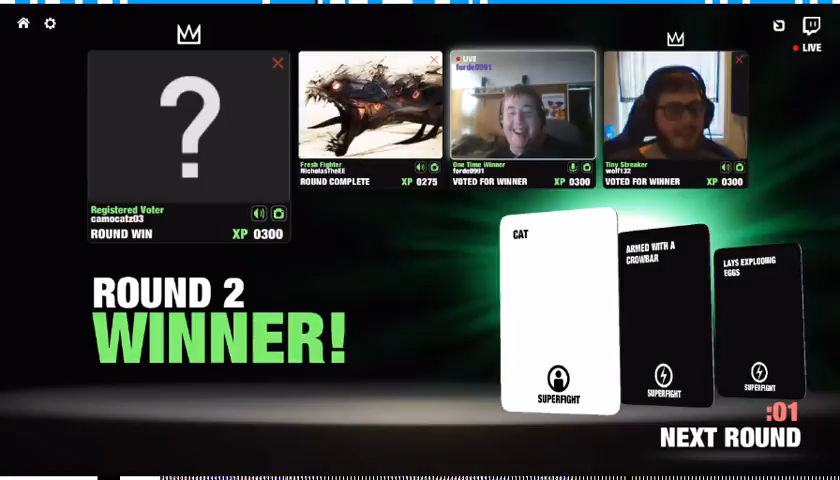 LIVE
LIVE
forde0991
Registered Voter
camocatz03
ROUND WIN XP 0300
Fresh Fighter
NicholasTheEll
ROUND COMPLETE XP 0275
One Time Winner
forde0991
VOTED FOR WINNER XP 0300
Tiny Streaker
wolf132
VOTED FOR WINNER XP 0300
ROUND 2
WINNER!
CAT
SUPERFIGHT
ARMED WITH A
CROWBAR
SUPERFIGHT
LAYS EXPLODING
EGGS
SUPERFIGHT
:01
NEXT ROUND